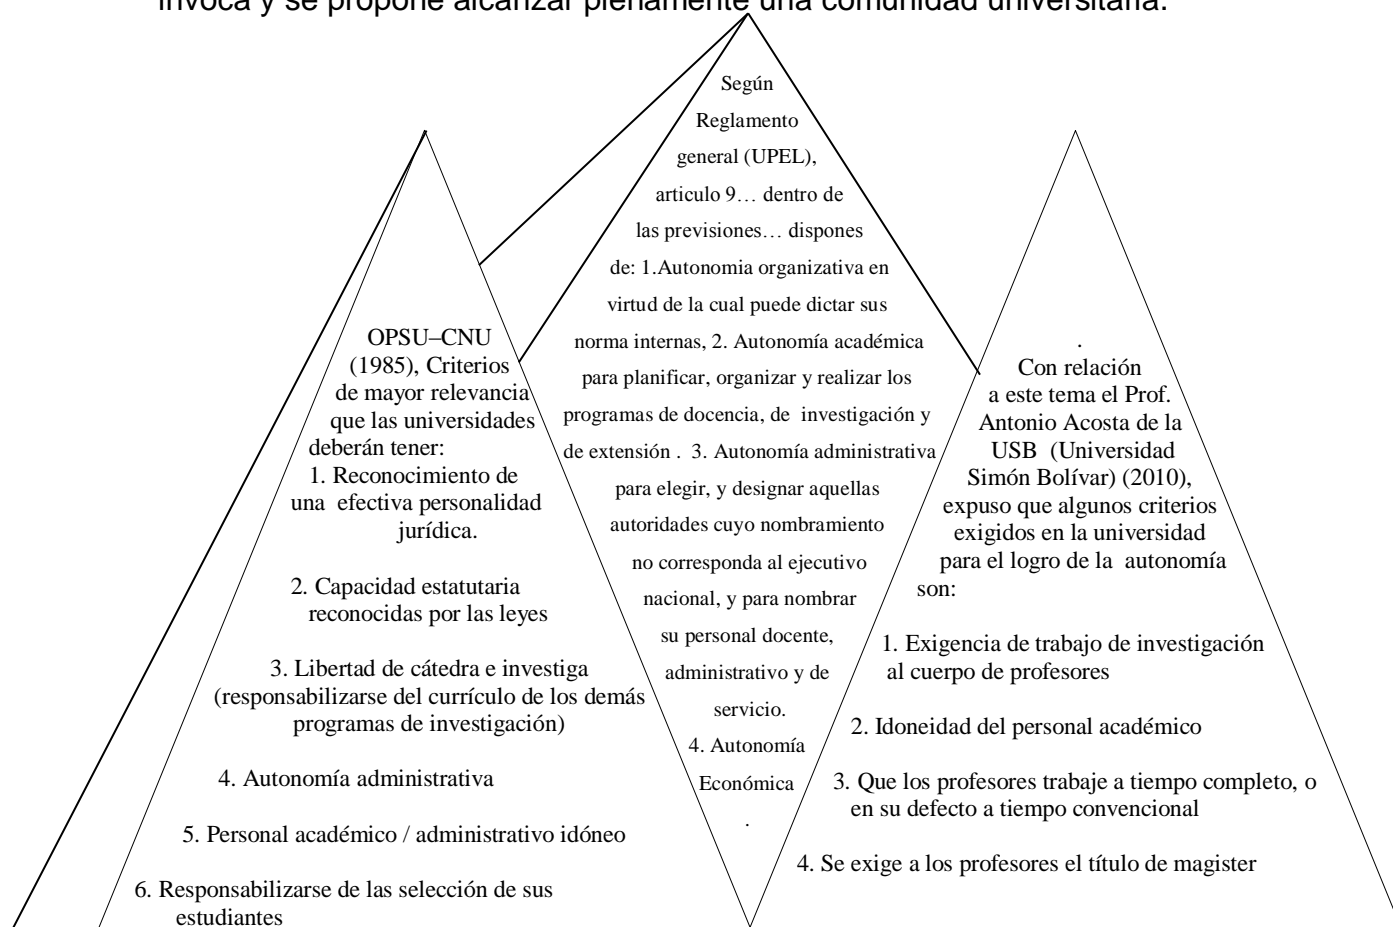 invoca y se propone alcanzar plenamente una comunidad universitaria.
Según
Reglamento
general (UPEL),
articulo 9… dentro de
las previsiones… dispones
de: 1.Autonomia organizativa en
virtud de la cual puede dictar sus
norma internas, 2. Autonomía académica
para planificar, organizar y realizar los
programas de docencia, de investigación y
de extensión . 3. Autonomía administrativa
para elegir, y designar aquellas
autoridades cuyo nombramiento
no corresponda al ejecutivo
nacional, y para nombrar
su personal docente,
administrativo y de
servicio.
4. Autonomía
Económica
.
OPSU–CNU
(1985), Criterios
de mayor relevancia
que las universidades
deberán tener:
1. Reconocimiento de
una efectiva personalidad
jurídica.
2. Capacidad estatutaria
reconocidas por las leyes
3. Libertad de cátedra e investiga
(responsabilizarse del currículo de los demás
programas de investigación)
4. Autonomía administrativa
5. Personal académico / administrativo idóneo
6. Responsabilizarse de las selección de sus
estudiantes
.
Con relación
a este tema el Prof.
Antonio Acosta de la
USB (Universidad
Simón Bolívar) (2010),
expuso que algunos criterios
exigidos en la universidad
para el logro de la autonomía
son:
1. Exigencia de trabajo de investigación
al cuerpo de profesores
2. Idoneidad del personal académico
3. Que los profesores trabaje a tiempo completo, o
en su defecto a tiempo convencional
4. Se exige a los profesores el título de magister